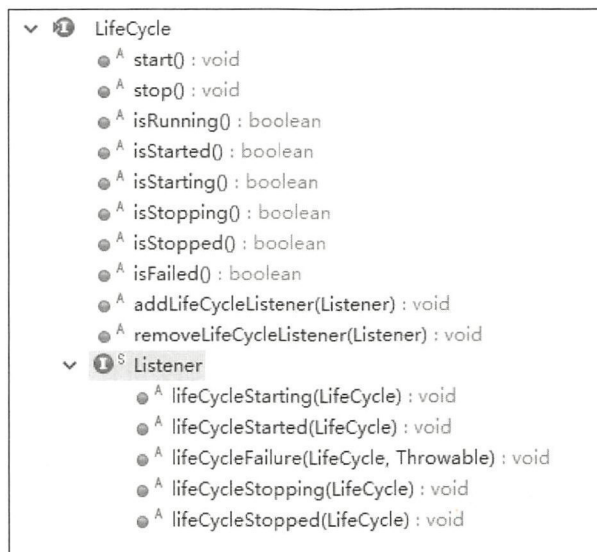 LifeCycle
A start() : void
A stop() : void
A isRunning() : boolean
A isStarted() : boolean
A isStarting() : boolean
A isStopping() : boolean
A isStopped() : boolean
A isFailed() : boolean
A addLifeCycleListener(Listener) : void
A removeLifeCycleListener(Listener) : void
I S Listener
A lifeCycleStarting(LifeCycle) : void
A lifeCycleStarted(LifeCycle) : void
A lifeCycleFailure(LifeCycle, Throwable) : void
A lifeCycleStopping(LifeCycle) : void
A lifeCycleStopped(LifeCycle) : void